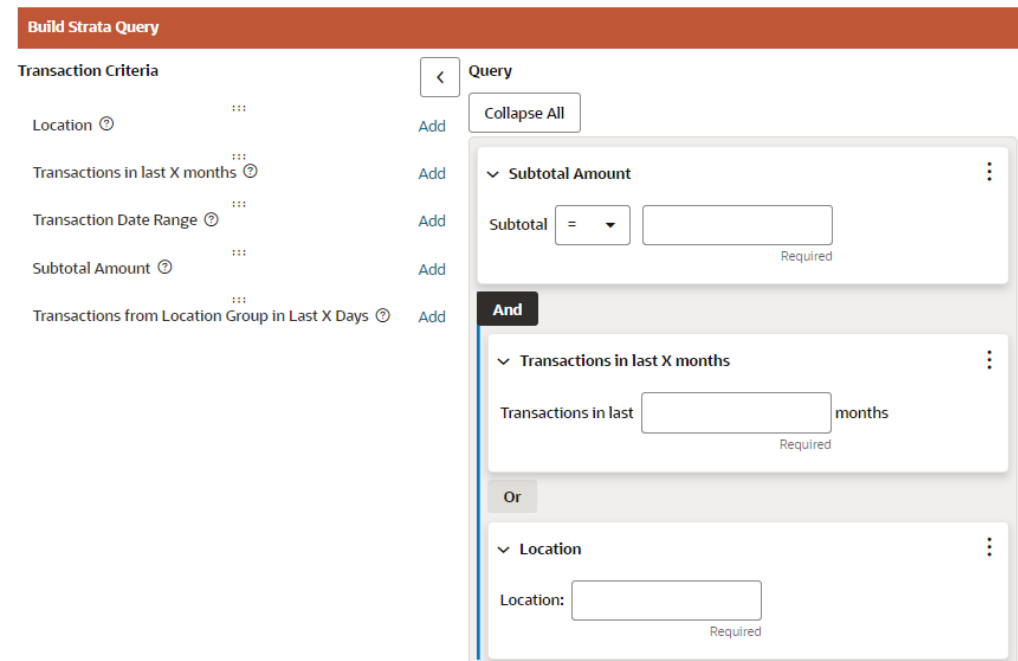 Build Strata Query
Transaction Criteria
Location
Add
Transactions in last X months
Add
Transaction Date Range
Add
Subtotal Amount
Add
Transactions from Location Group in Last X Days
Add
Query
Collapse All
Subtotal Amount
Subtotal =
Required
And
Transactions in last X months
Transactions in last months
Required
Or
Location
Location:
Required